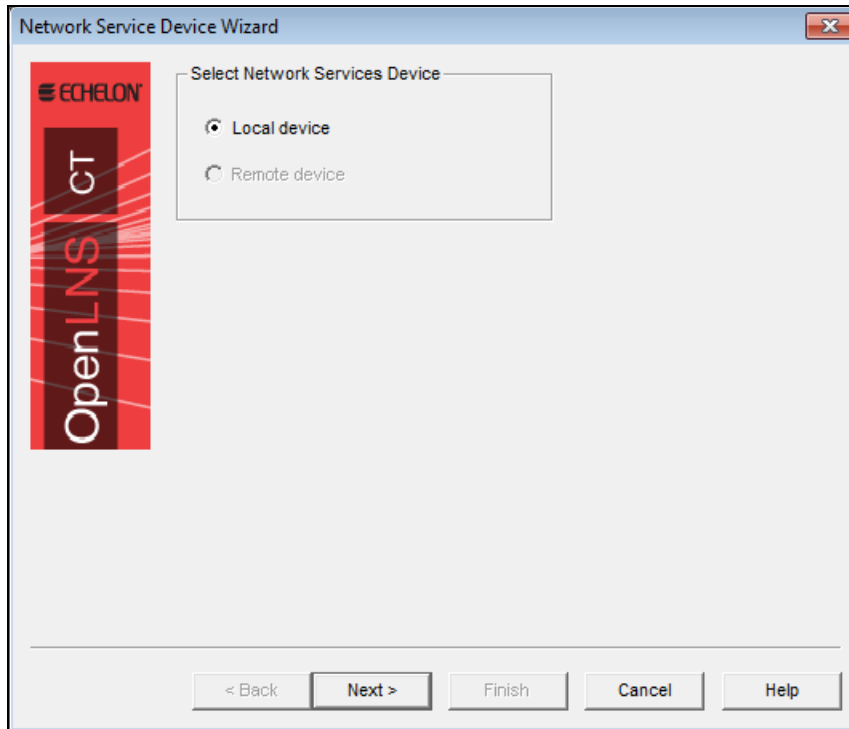 Network Service Device Wizard
ECHELON
OpenLNS CT
Select Network Services Device
Local device
Remote device
< Back
Next >
Finish
Cancel
Help